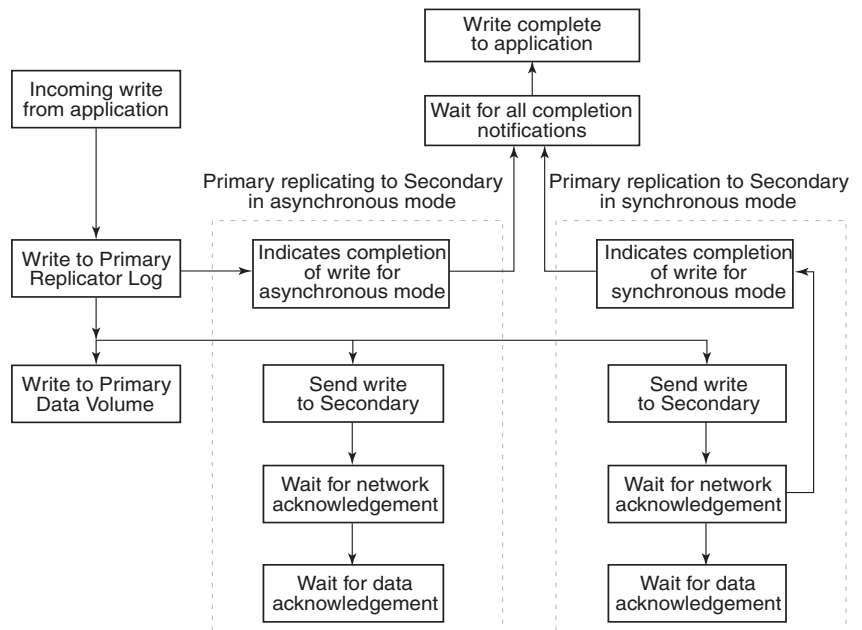 Write complete
to application
Incoming write
from application
Wait for all completion
notifications
Primary replicating to Secondary
in asynchronous mode
Primary replication to Secondary
in synchronous mode
Write to Primary
Replicator Log
Indicates completion
of write for
asynchronous mode
Indicates completion
of write for
synchronous mode
Write to Primary
Data Volume
Send write
to Secondary
Send write
to Secondary
Wait for network
acknowledgement
Wait for network
acknowledgement
Wait for data
acknowledgement
Wait for data
acknowledgement